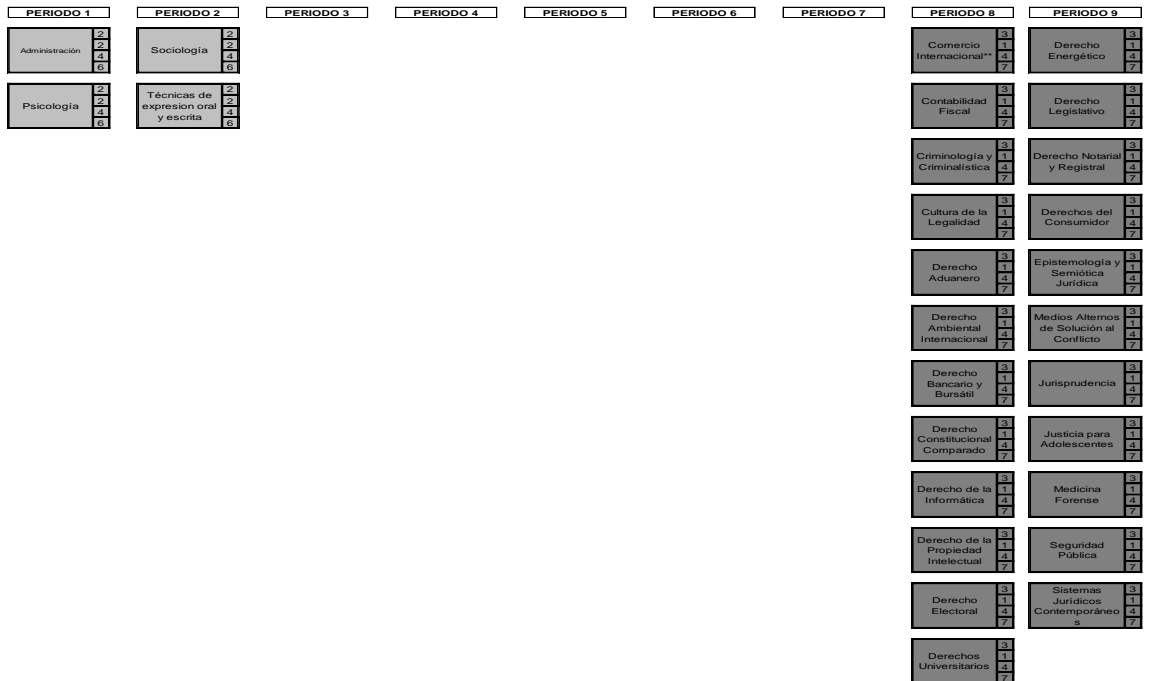 PERIODO 1 PERIODO 2 PERIODO 3 PERIODO 4 PERIODO 5 PERIODO 6 PERIODO 7 PERIODO 8 PERIODO 9
Administración
2
2
4
6
Sociología
2
2
4
6
Comercio
Internacional**
3
1
4
7
Derecho
Energético
3
1
4
7
Psicología
2
2
4
6
Técnicas de
expresion oral
y escrita
2
2
4
6
Contabilidad
Fiscal
3
1
4
7
Derecho
Legislativo
3
1
4
7
Criminología y
Criminalística
3
1
4
7
Derecho Notarial
y Registral
3
1
4
7
Cultura de la
Legalidad
3
1
4
7
Derechos del
Consumidor
3
1
4
7
Derecho
Aduanero
3
1
4
7
Epistemología y
Semiótica
Jurídica
3
1
4
7
Derecho
Ambiental
Internacional
3
1
4
7
Medios Alternos
de Solución al
Conflicto
3
1
4
7
Derecho
Bancario y
Bursátil
3
1
4
7
Jurisprudencia
3
1
4
7
Derecho
Constitucional
Comparado
3
1
4
7
Justicia para
Adolescentes
3
1
4
7
Derecho de la
Informática
3
1
4
7
Medicina
Forense
3
1
4
7
Derecho de la
Propiedad
Intelectual
3
1
4
7
Seguridad
Pública
3
1
4
7
Derecho
Electoral
3
1
4
7
Sistemas
Jurídicos
Contemporáneo
s
3
1
4
7
Derechos
Universitarios
3
1
4
7